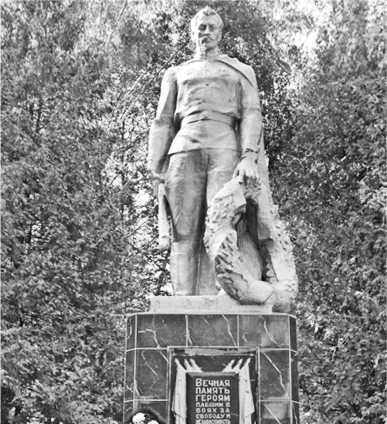 ВЕЧНАЯ
ПАМЯТЬ
ГЕРОЯМ
ПАВШИМ В
БОЯХ ЗА
СВОБОДУ И